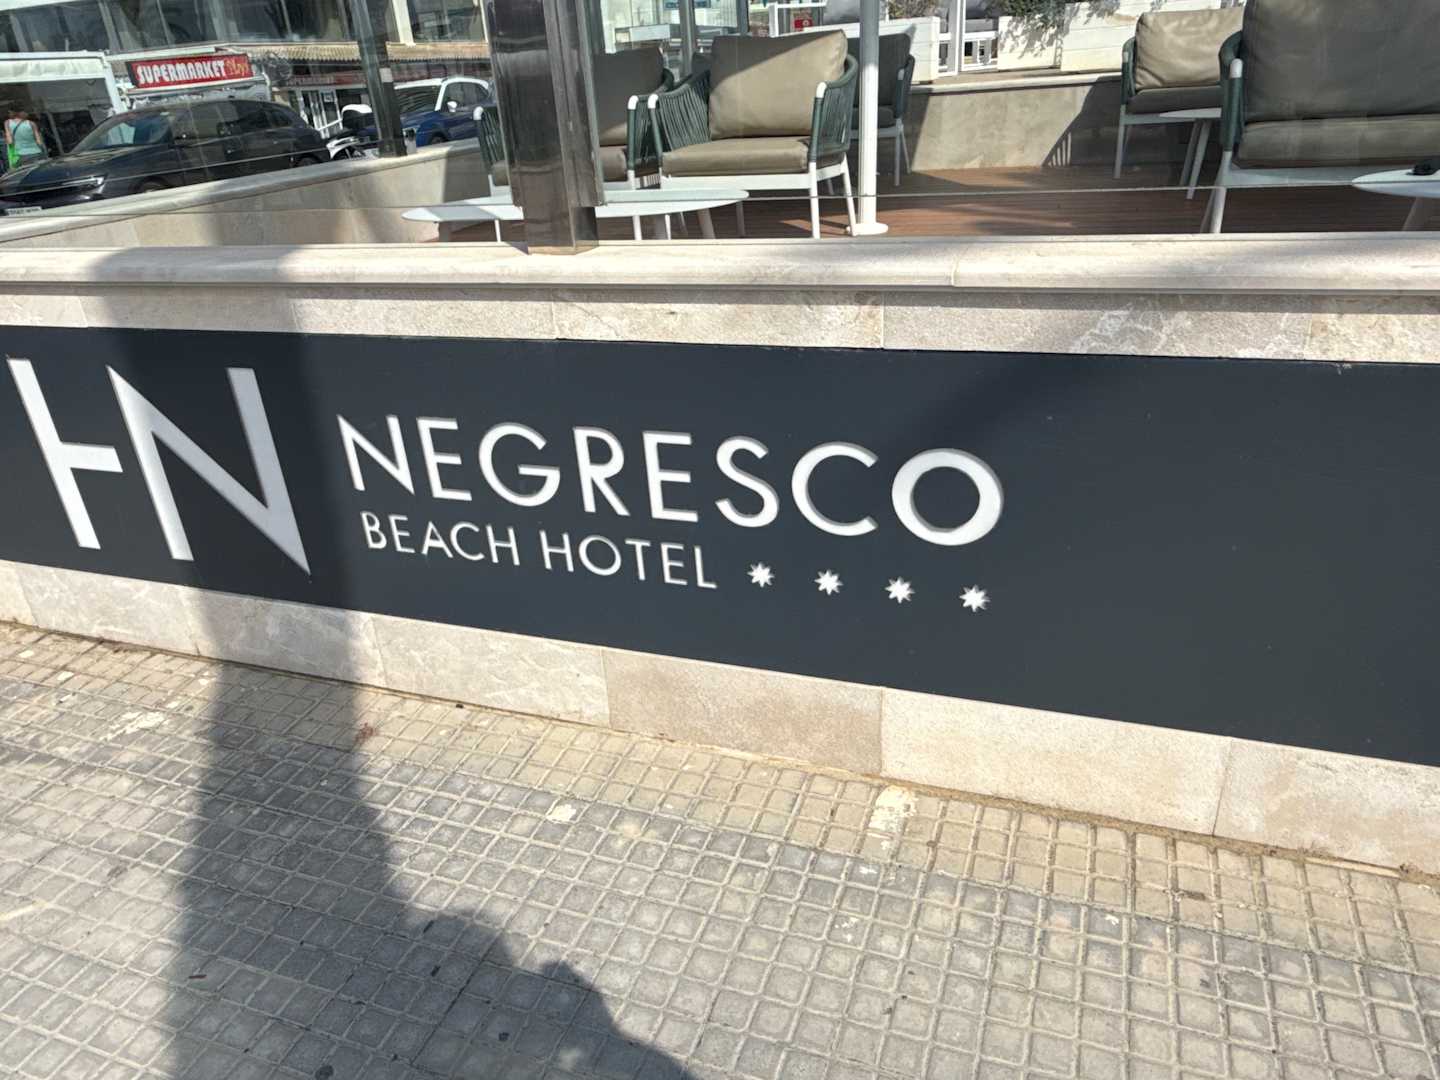 SUPERMARKET
HN
NEGRESCO
BEACH HOTEL ****